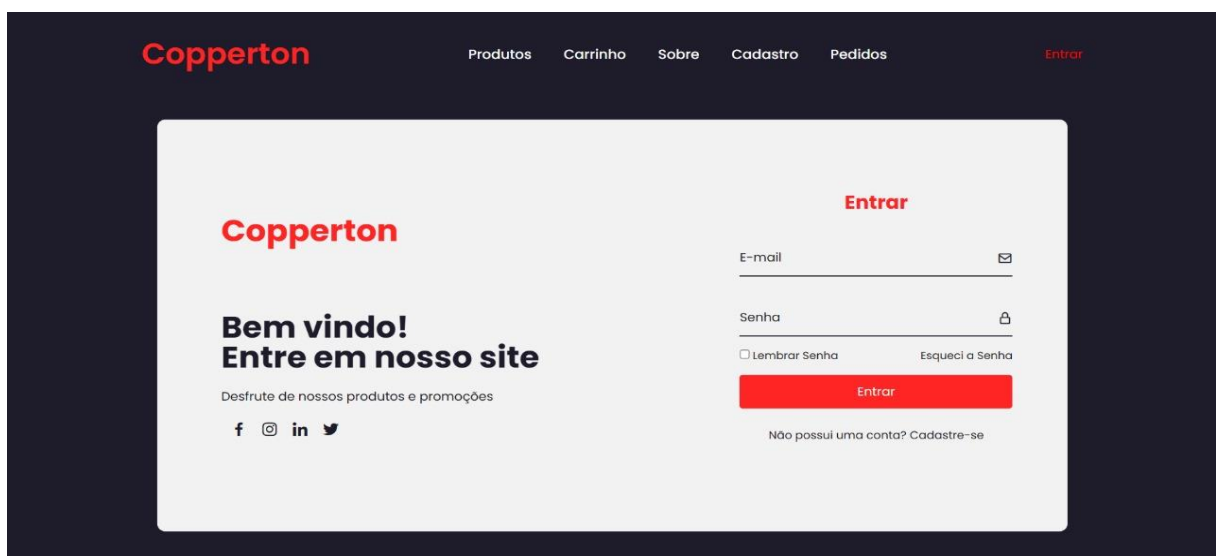 Copperton
Produtos Carrinho Sobre Cadastro Pedidos
Entrar
Copperton
Bem vindo!
Entre em nosso site
Desfrute de nossos produtos e promoções
Entrar
E-mail
Senha
Lembrar Senha Esqueci a Senha
Entrar
Não possui uma conta? Cadastre-se